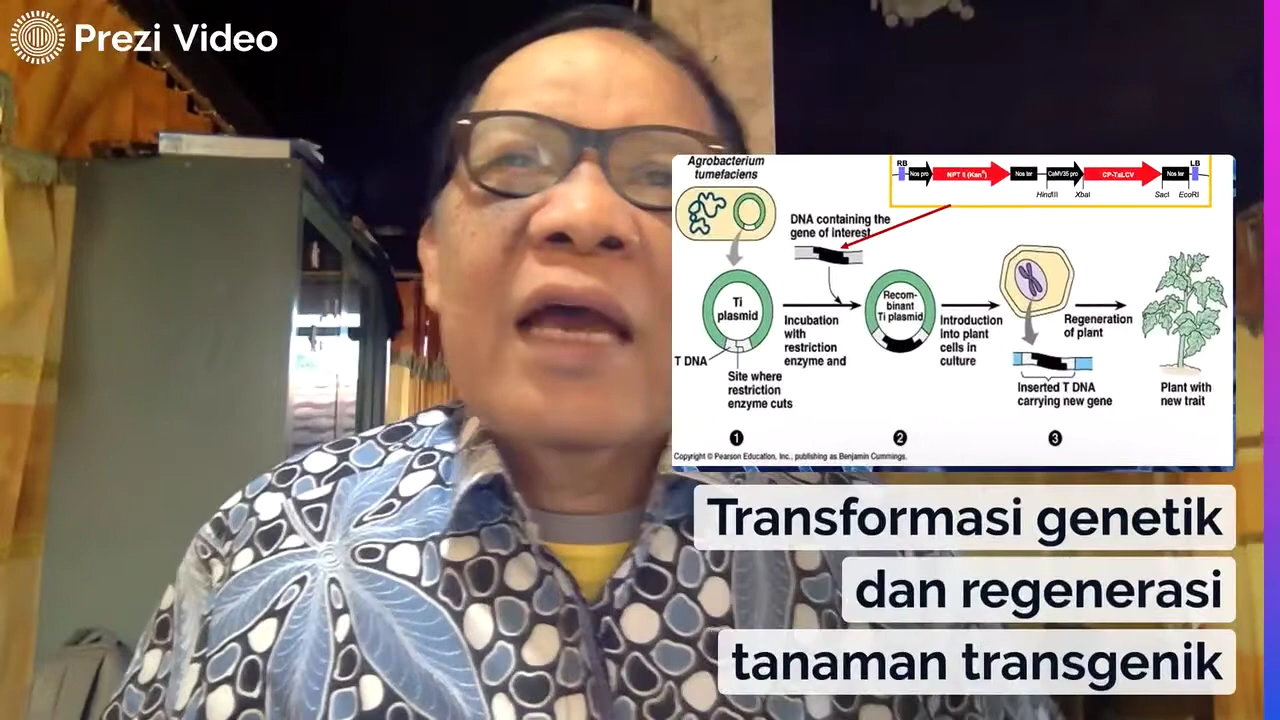 Prezi Video
Agrobacterium
tumefaciens
RB
LB
Nos pro
NPT II (Kanᴿ)
Nos ter
CaMV35 pro
CP-TaLCV
Nos ter
HindIII
XbaI
SacI
EcoRI
DNA containing the
gene of interest
Ti
plasmid
Recom-
binant
Ti plasmid
T DNA
Incubation
with
restriction
enzyme and
Site where
restriction
enzyme cuts
Introduction
into plant
cells in
culture
Regeneration
of plant
Inserted T DNA
carrying new gene
Plant with
new trait
1
2
3
Copyright © Pearson Education, Inc., publishing as Benjamin Cummings.
Transformasi genetik
dan regenerasi
tanaman transgenik